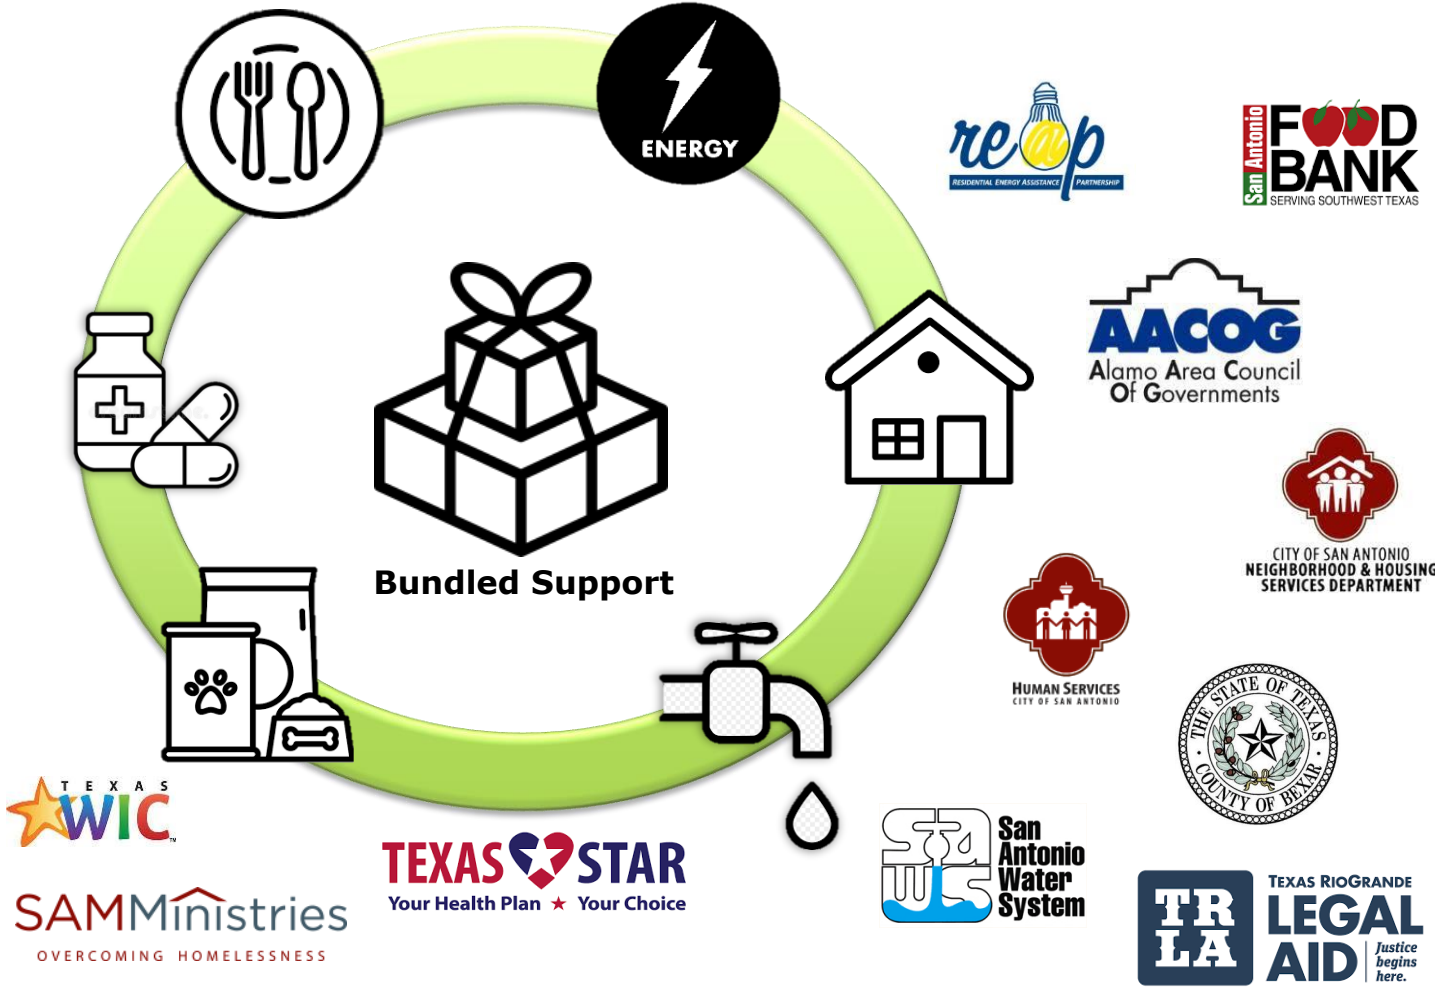 ENERGY
reap
RESIDENTIAL ENERGY ASSISTANCE PARTNERSHIP
San Antonio
FOOD
BANK
SERVING SOUTHWEST TEXAS
AACOG
Alamo Area Council
Of Governments
CITY OF SAN ANTONIO
NEIGHBORHOOD & HOUSING
SERVICES DEPARTMENT
Bundled Support
HUMAN SERVICES
CITY OF SAN ANTONIO
THE STATE OF TEXAS
COUNTY OF BEXAR
TEXAS
WIC
TM
TEXAS STAR
Your Health Plan ★ Your Choice
SAWS
San
Antonio
Water
System
SAMMinistries
OVERCOMING HOMELESSNESS
TR
LA
TEXAS RIOGRANDE
LEGAL
AID
Justice
begins
here.